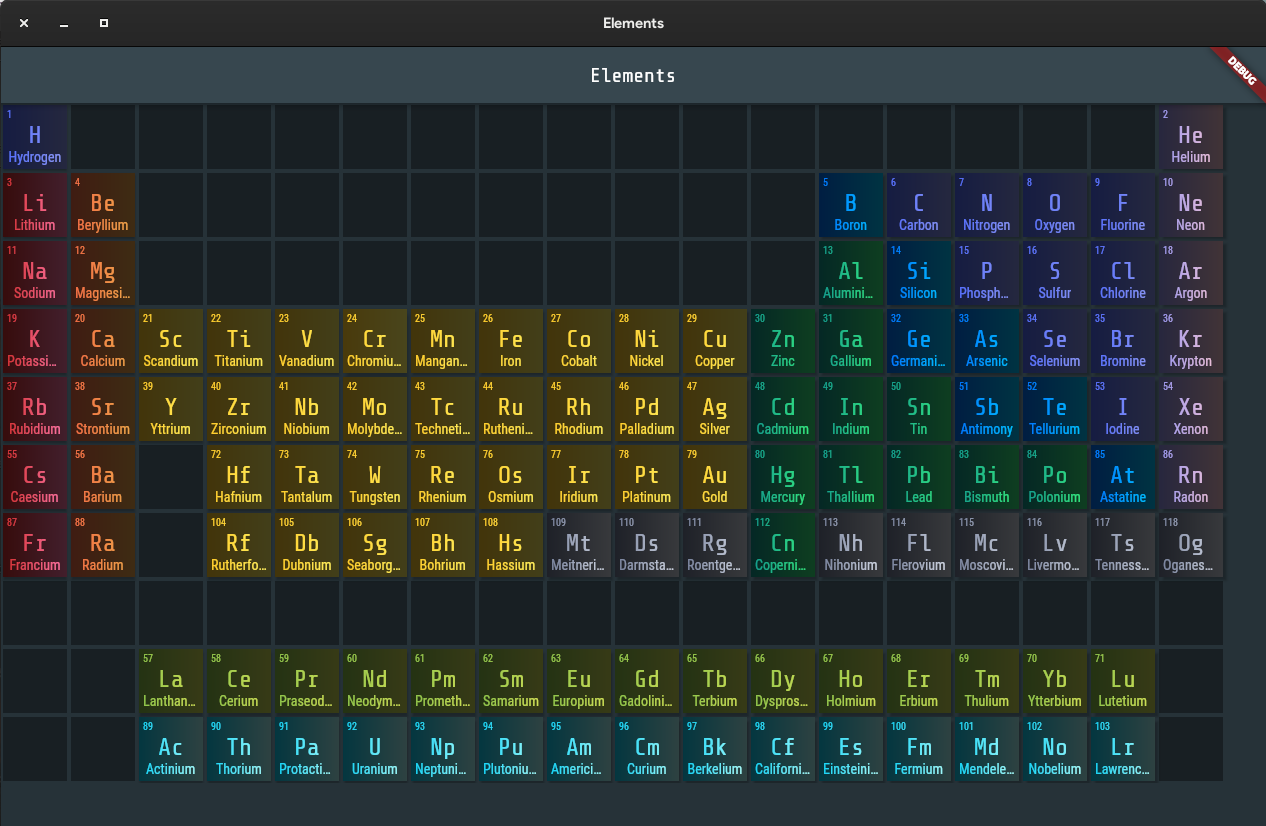 Elements
Elements
DEBUG
1 2
H He
Hydrogen Helium
3 4 5 6 7 8 9 10
Li Be B C N O F Ne
Lithium Beryllium Boron Carbon Nitrogen Oxygen Fluorine Neon
11 12 13 14 15 16 17 18
Na Mg Al Si P S Cl Ar
Sodium Magnesi... Alumini... Silicon Phosph... Sulfur Chlorine Argon
19 20 21 22 23 24 25 26 27 28 29 30 31 32 33 34 35 36
K Ca Sc Ti V Cr Mn Fe Co Ni Cu Zn Ga Ge As Se Br Kr
Potassi... Calcium Scandium Titanium Vanadium Chromiu... Mangan... Iron Cobalt Nickel Copper Zinc Gallium Germani... Arsenic Selenium Bromine Krypton
37 38 39 40 41 42 43 44 45 46 47 48 49 50 51 52 53 54
Rb Sr Y Zr Nb Mo Tc Ru Rh Pd Ag Cd In Sn Sb Te I Xe
Rubidium Strontium Yttrium Zirconium Niobium Molybde... Techneti... Rutheni... Rhodium Palladium Silver Cadmium Indium Tin Antimony Tellurium Iodine Xenon
55 56 72 73 74 75 76 77 78 79 80 81 82 83 84 85 86
Cs Ba Hf Ta W Re Os Ir Pt Au Hg Tl Pb Bi Po At Rn
Caesium Barium Hafnium Tantalum Tungsten Rhenium Osmium Iridium Platinum Gold Mercury Thallium Lead Bismuth Polonium Astatine Radon
87 88 104 105 106 107 108 109 110 111 112 113 114 115 116 117 118
Fr Ra Rf Db Sg Bh Hs Mt Ds Rg Cn Nh Fl Mc Lv Ts Og
Francium Radium Rutherfo... Dubnium Seaborg... Bohrium Hassium Meitneri... Darmsta... Roentge... Coperni... Nihonium Flerovium Moscovi... Livermo... Tenness... Oganes...
57 58 59 60 61 62 63 64 65 66 67 68 69 70 71
La Ce Pr Nd Pm Sm Eu Gd Tb Dy Ho Er Tm Yb Lu
Lanthan... Cerium Praseod... Neodym... Prometh... Samarium Europium Gadolini... Terbium Dyspros... Holmium Erbium Thulium Ytterbium Lutetium
89 90 91 92 93 94 95 96 97 98 99 100 101 102 103
Ac Th Pa U Np Pu Am Cm Bk Cf Es Fm Md No Lr
Actinium Thorium Protacti... Uranium Neptuni... Plutoniu... Americi... Curium Berkelium Californi... Einsteini... Fermium Mendele... Nobelium Lawrenc...